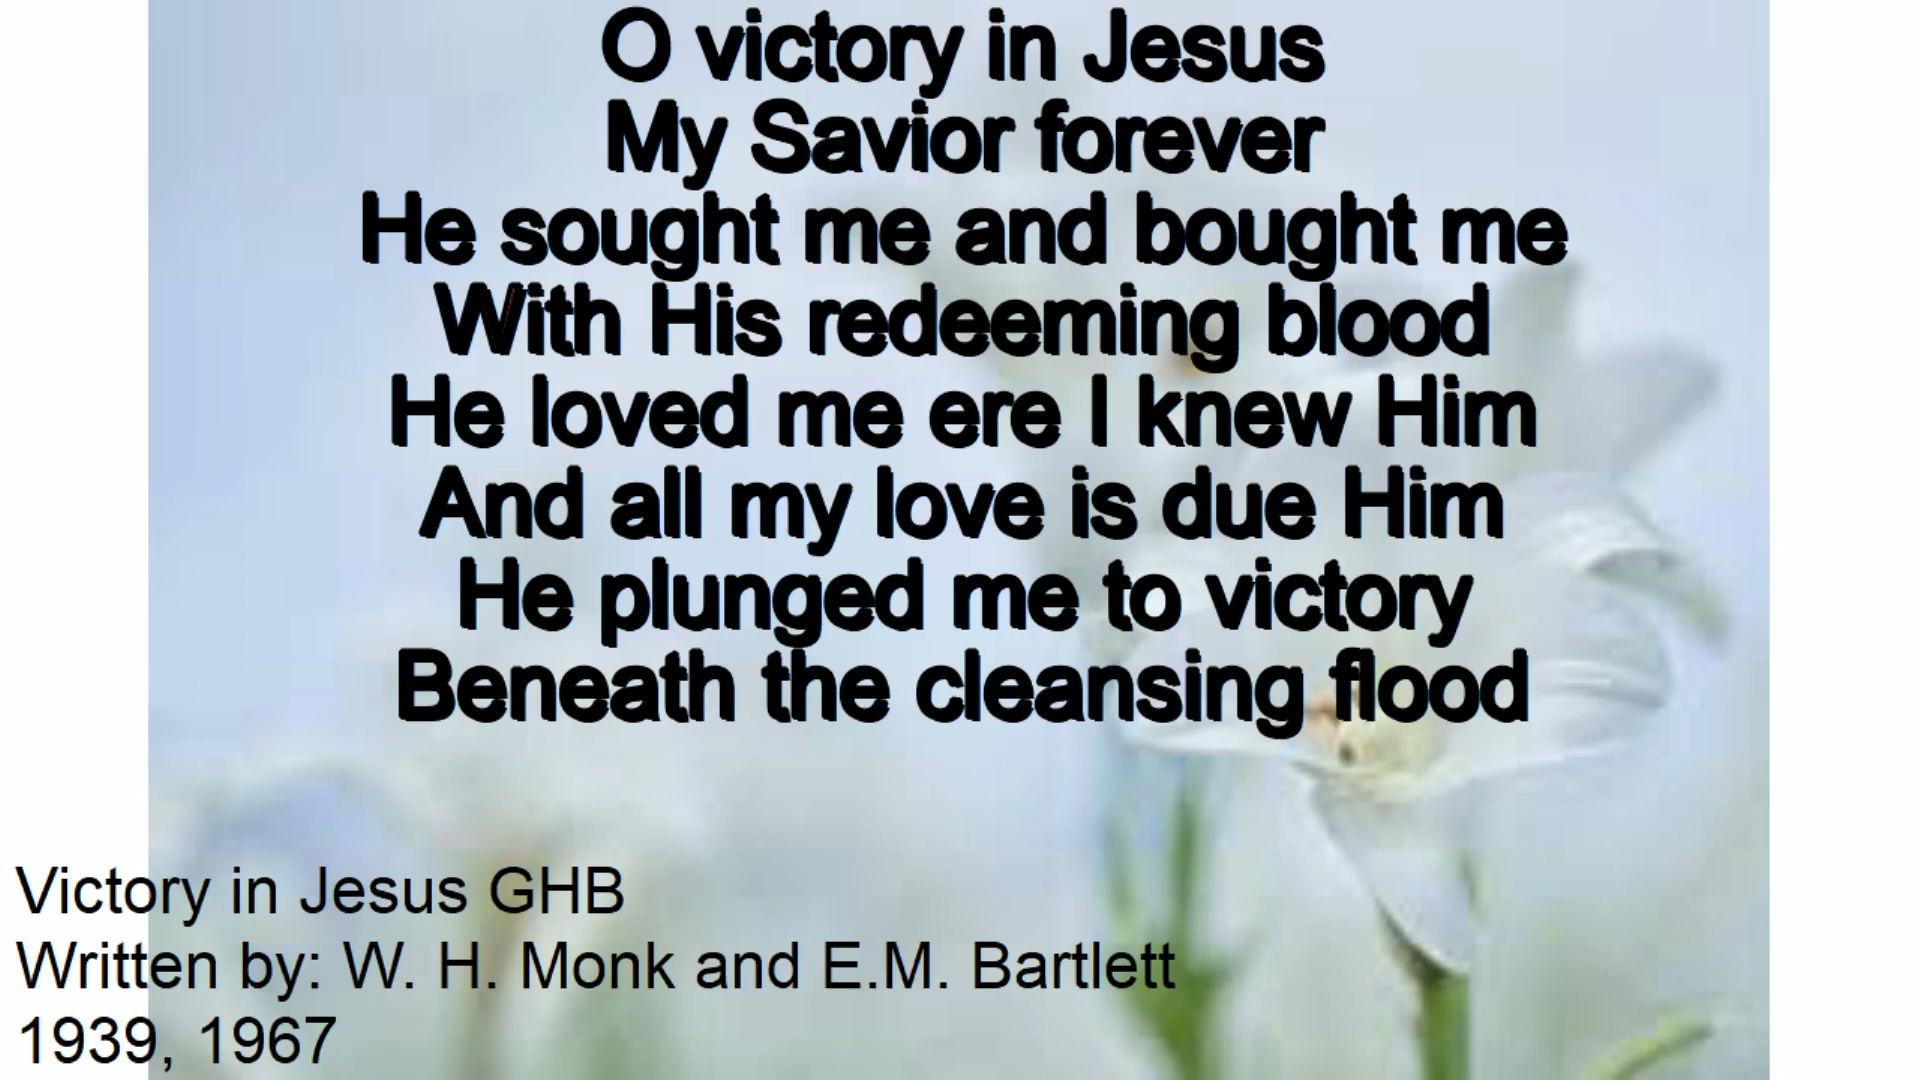 O victory in Jesus
My Savior forever
He sought me and bought me
With His redeeming blood
He loved me ere I knew Him
And all my love is due Him
He plunged me to victory
Beneath the cleansing flood
Victory in Jesus GHB
Written by: W. H. Monk and E.M. Bartlett
1939, 1967